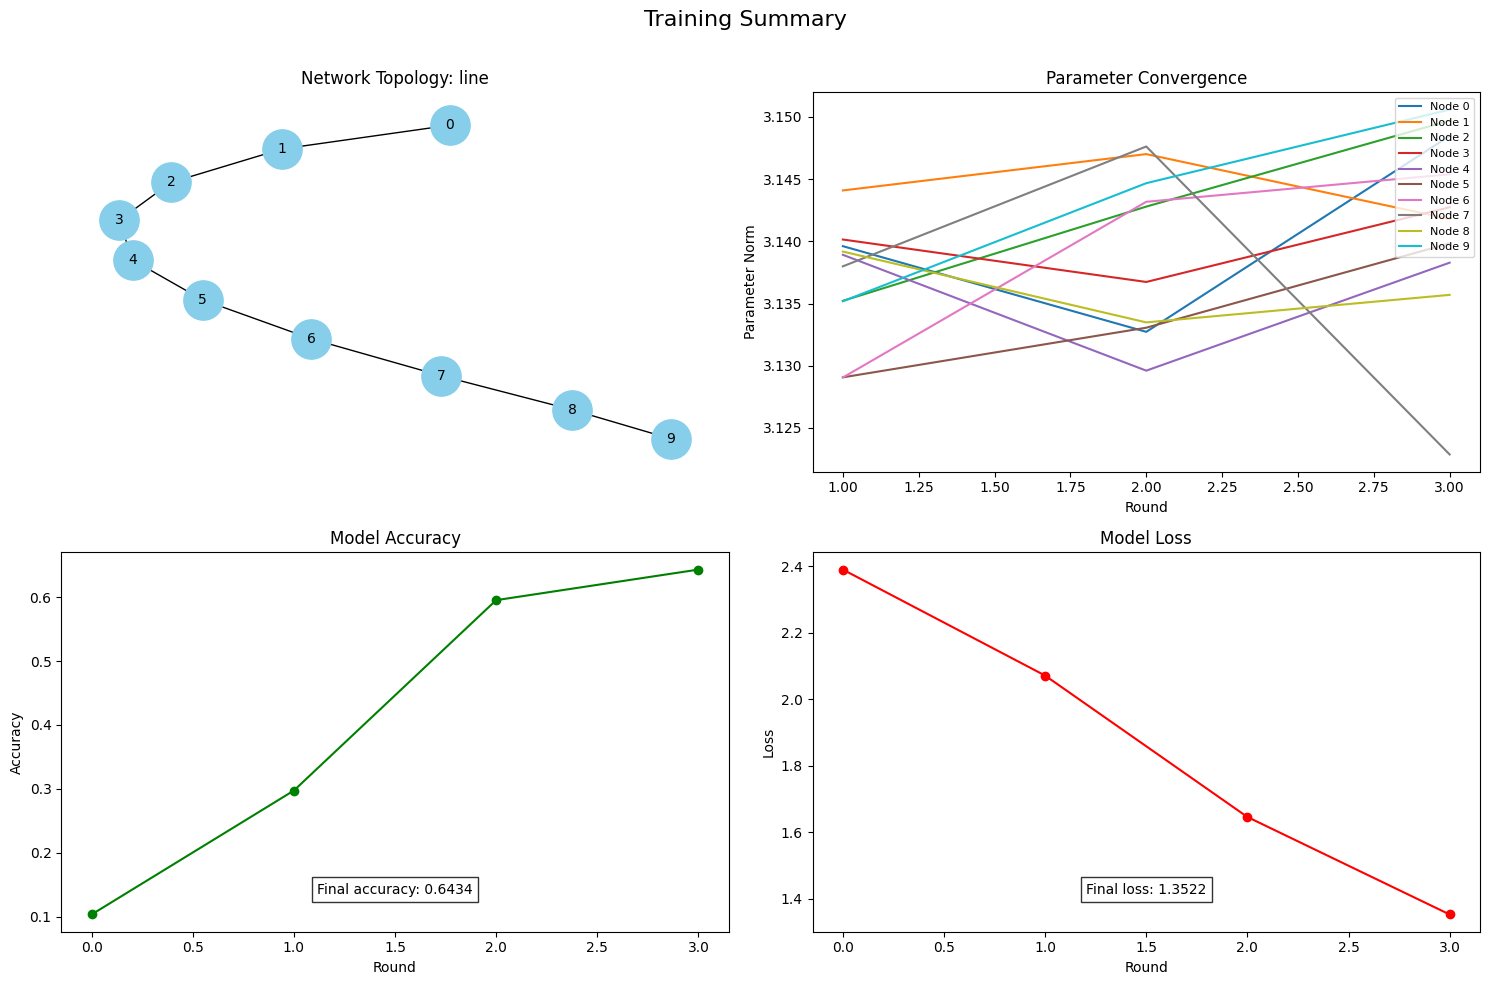 Training Summary
Network Topology: line
0
1
2
3
4
5
6
7
8
9
Parameter Convergence
Parameter Norm
3.150
3.145
3.140
3.135
3.130
3.125
Node 0
Node 1
Node 2
Node 3
Node 4
Node 5
Node 6
Node 7
Node 8
Node 9
1.00 1.25 1.50 1.75 2.00 2.25 2.50 2.75 3.00
Round
Model Accuracy
Accuracy
0.6
0.5
0.4
0.3
0.2
0.1
Final accuracy: 0.6434
0.0 0.5 1.0 1.5 2.0 2.5 3.0
Round
Model Loss
Loss
2.4
2.2
2.0
1.8
1.6
1.4
Final loss: 1.3522
0.0 0.5 1.0 1.5 2.0 2.5 3.0
Round